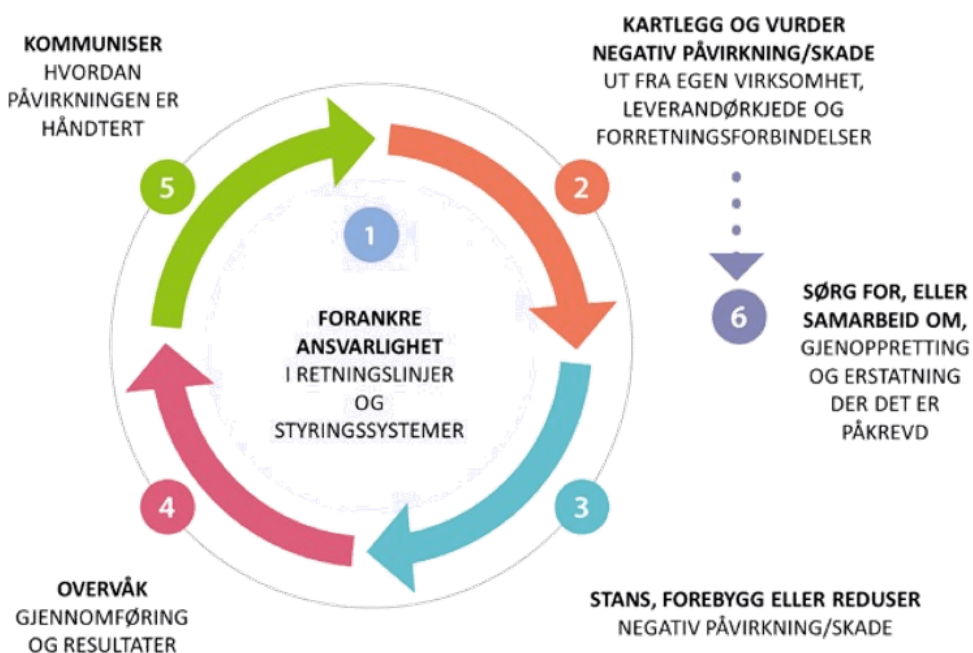 1
FORANKRE
ANSVARLIGHET
I RETNINGSLINJER
OG
STYRINGSSYSTEMER
2
KARTLEGG OG VURDER
NEGATIV PÅVIRKNING/SKADE
UT FRA EGEN VIRKSOMHET,
LEVERANDØRKJEDE OG
FORRETNINGSFORBINDELSER
3
STANS, FOREBYGG ELLER REDUSER
NEGATIV PÅVIRKNING/SKADE
4
OVERVÅK
GJENNOMFØRING
OG RESULTATER
5
KOMMUNISER
HVORDAN
PÅVIRKNINGEN ER
HÅNDTERT
6
SØRG FOR, ELLER
SAMARBEID OM,
GJENOPPRETTING
OG ERSTATNING
DER DET ER
PÅKREVD